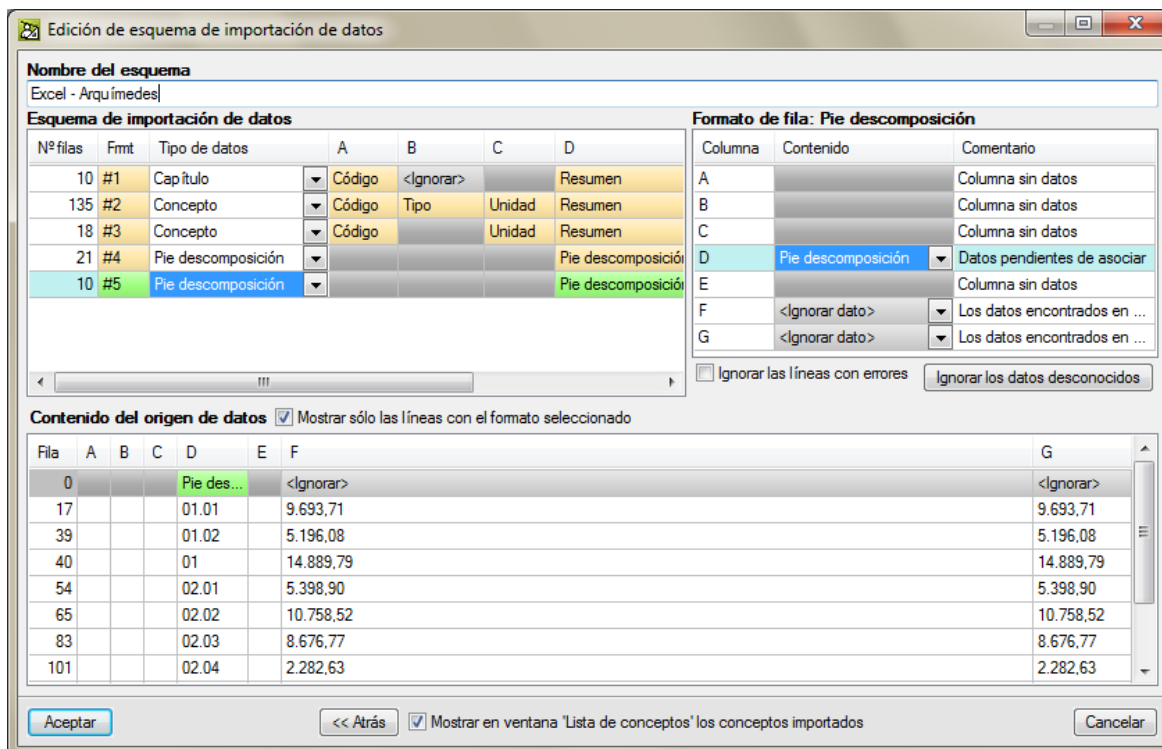 Edición de esquema de importación de datos
Nombre del esquema
Excel - Arquímedes
Esquema de importación de datos
Nº filas Frmt Tipo de datos A B C D
10 #1 Capítulo Código <Ignorar> Resumen
135 #2 Concepto Código Tipo Unidad Resumen
18 #3 Concepto Código Unidad Resumen
21 #4 Pie descomposición Pie descomposición
10 #5 Pie descomposición Pie descomposición
Formato de fila: Pie descomposición
Columna Contenido Comentario
A Columna sin datos
B Columna sin datos
C Columna sin datos
D Pie descomposición Datos pendientes de asociar
E Columna sin datos
F <Ignorar dato> Los datos encontrados en ...
G <Ignorar dato> Los datos encontrados en ...
Ignorar las líneas con errores Ignorar los datos desconocidos
Contenido del origen de datos Mostrar sólo las líneas con el formato seleccionado
Fila A B C D E F G
0 Pie des... <Ignorar> <Ignorar>
17 01.01 9.693,71 9.693,71
39 01.02 5.196,08 5.196,08
40 01 14.889,79 14.889,79
54 02.01 5.398,90 5.398,90
65 02.02 10.758,52 10.758,52
83 02.03 8.676,77 8.676,77
101 02.04 2.282,63 2.282,63
Aceptar << Atrás Mostrar en ventana 'Lista de conceptos' los conceptos importados Cancelar